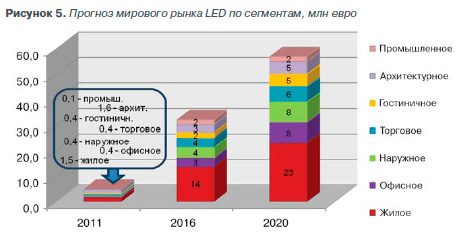 Рисунок 5. Прогноз мирового рынка LED по сегментам, млн евро
60,0
50,0
40,0
30,0
20,0
10,0
0,0
0,1 - промыш.
1,6 - архит.
0,4 - гостиничн.
0,4 - торговое
0,4 - наружное
0,4 - офисное
1,5 - жилое
2
5
2
4
4
3
14
2
5
5
6
8
8
23
2011
2016
2020
Промышленное
Архитектурное
Гостиничное
Торговое
Наружное
Офисное
Жилое